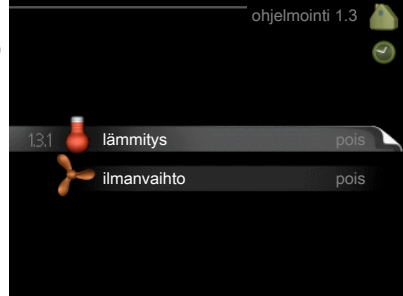 ohjelmointi 1.3
1.3.1 lämmitys pois
ilmanvaihto pois